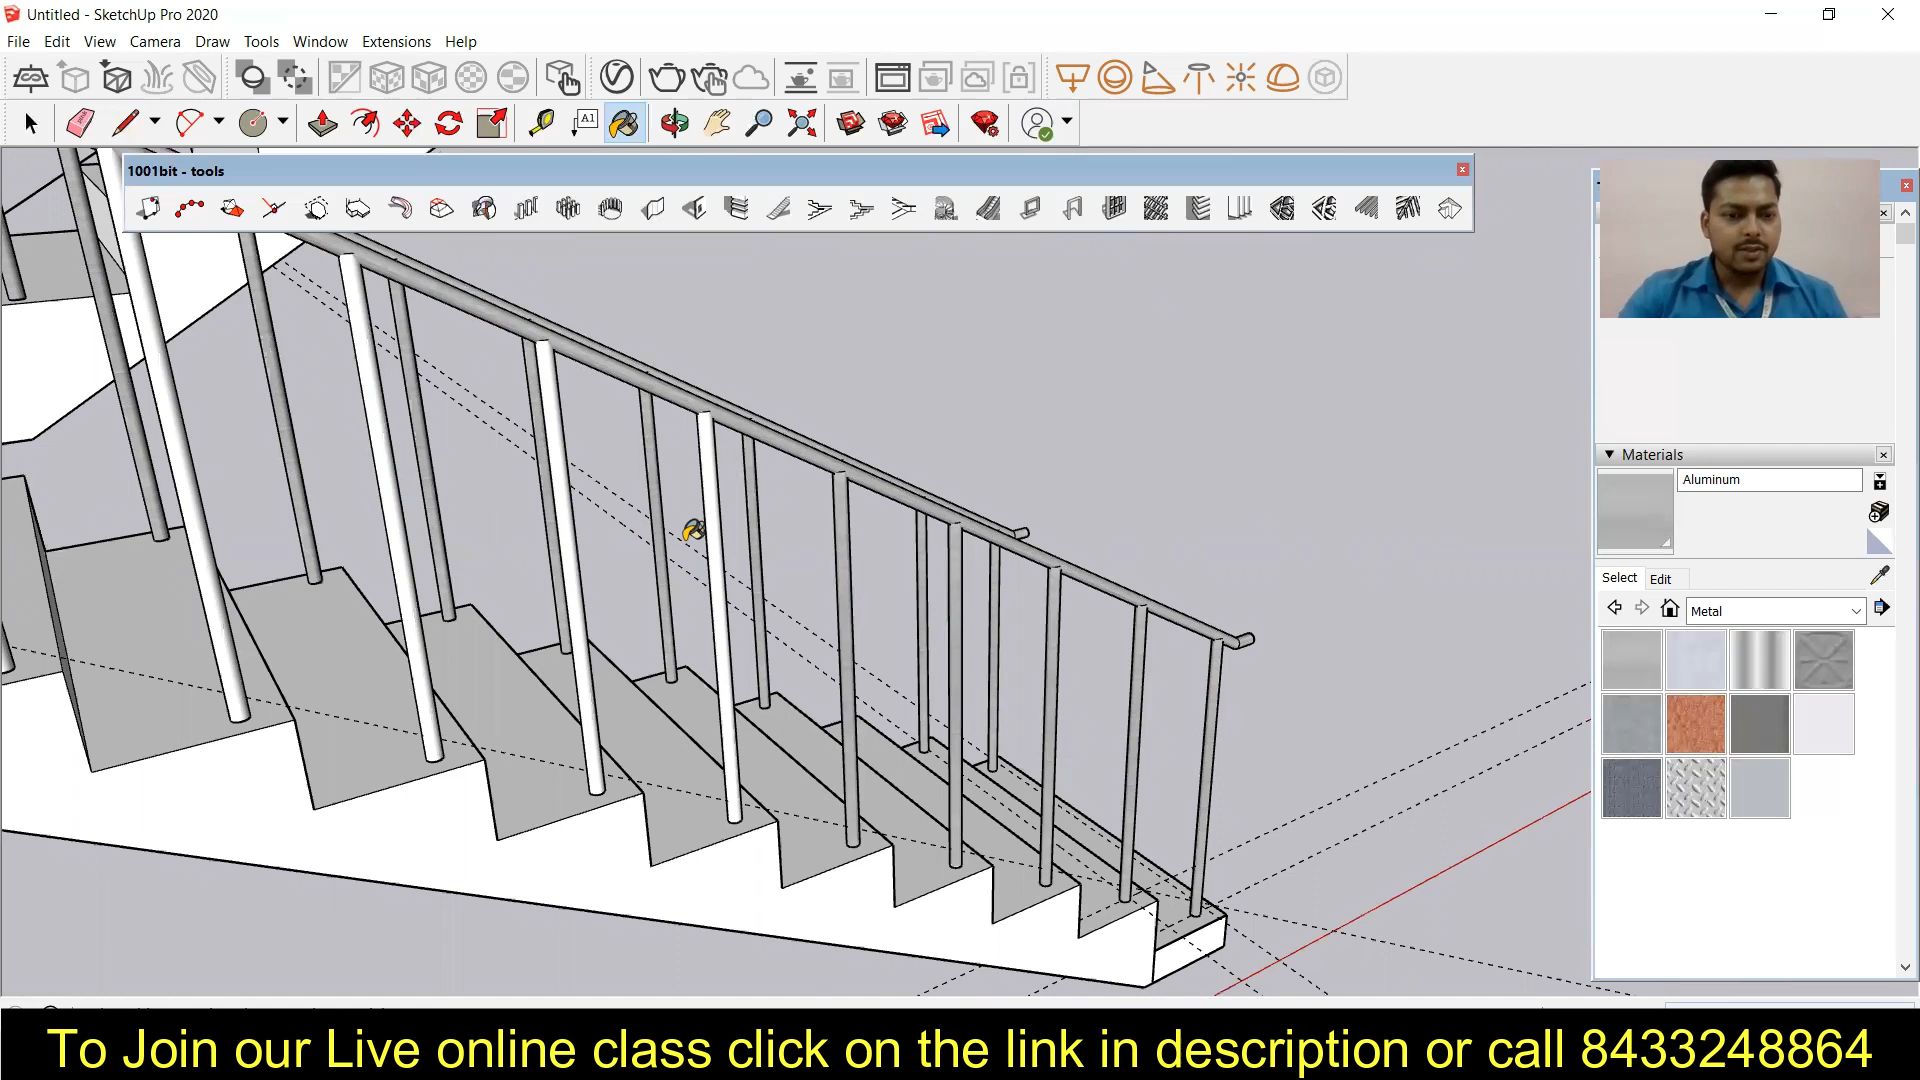 Untitled - SketchUp Pro 2020
File Edit View Camera Draw Tools Window Extensions Help
A1
1001bit - tools
Materials
Aluminum
Select Edit
Metal
To Join our Live online class click on the link in description or call 8433248864